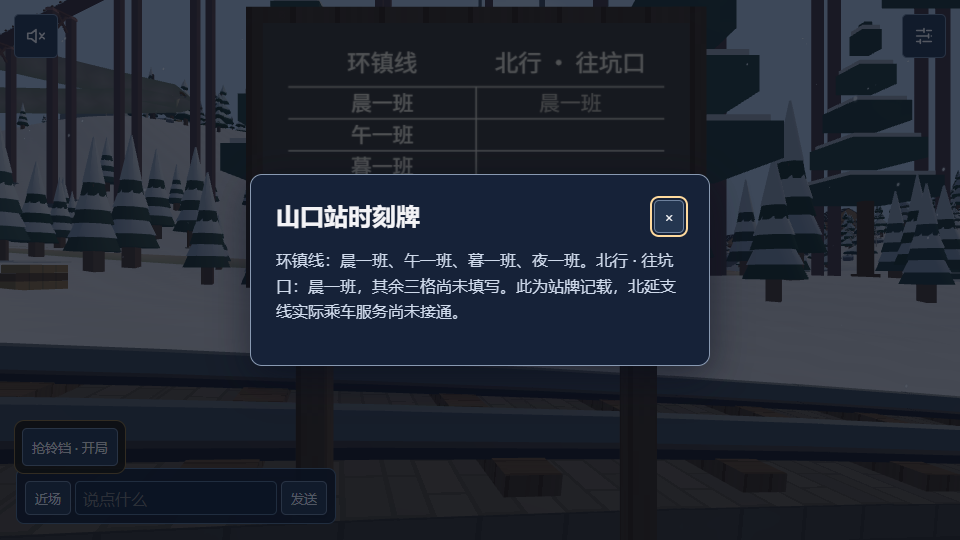 环镇线 北行 · 往坑口
晨一班 晨一班
午一班
暮一班
山口站时刻牌
×
环镇线：晨一班、午一班、暮一班、夜一班。北行 · 往坑
口：晨一班，其余三格尚未填写。此为站牌记载，北延支
线实际乘车服务尚未接通。
抢铃铛 · 开局
近场 说点什么 发送